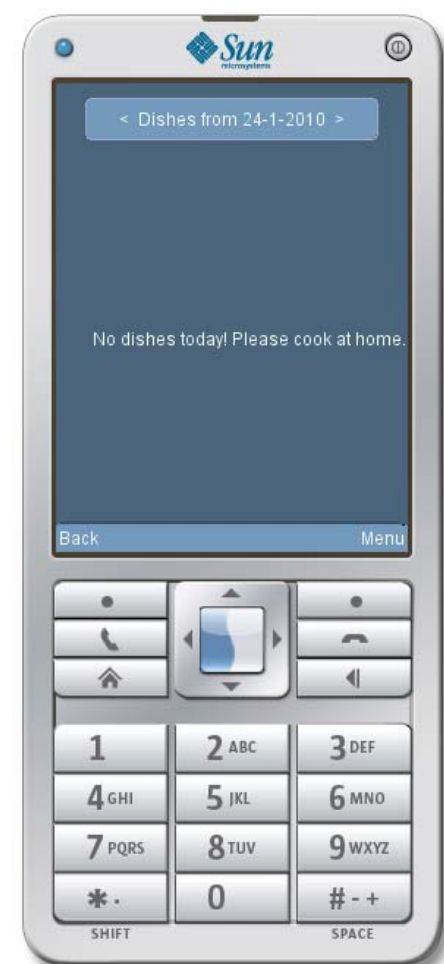 Sun
microsystems
< Dishes from 24-1-2010 >
No dishes today! Please cook at home.
Back Menu
1 2 ABC 3 DEF
4 GHI 5 JKL 6 MNO
7 PQRS 8 TUV 9 WXYZ
* . 0 # - +
SHIFT SPACE